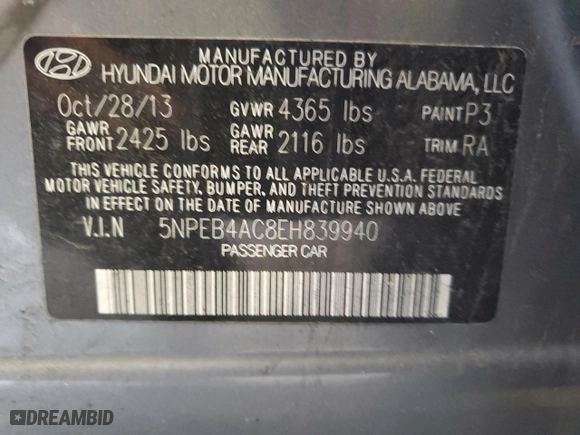 MANUFACTURED BY
HYUNDAI MOTOR MANUFACTURING ALABAMA, LLC
Oct/28/13 GVWR 4365 lbs PAINT P3
GAWR FRONT 2425 lbs GAWR REAR 2116 lbs TRIM RA
THIS VEHICLE CONFORMS TO ALL APPLICABLE U.S.A. FEDERAL
MOTOR VEHICLE SAFETY, BUMPER, AND THEFT PREVENTION STANDARDS
IN EFFECT ON THE DATE OF MANUFACTURE SHOWN ABOVE.
V.I.N 5NPEB4AC8EH839940
PASSENGER CAR
DREAMBID